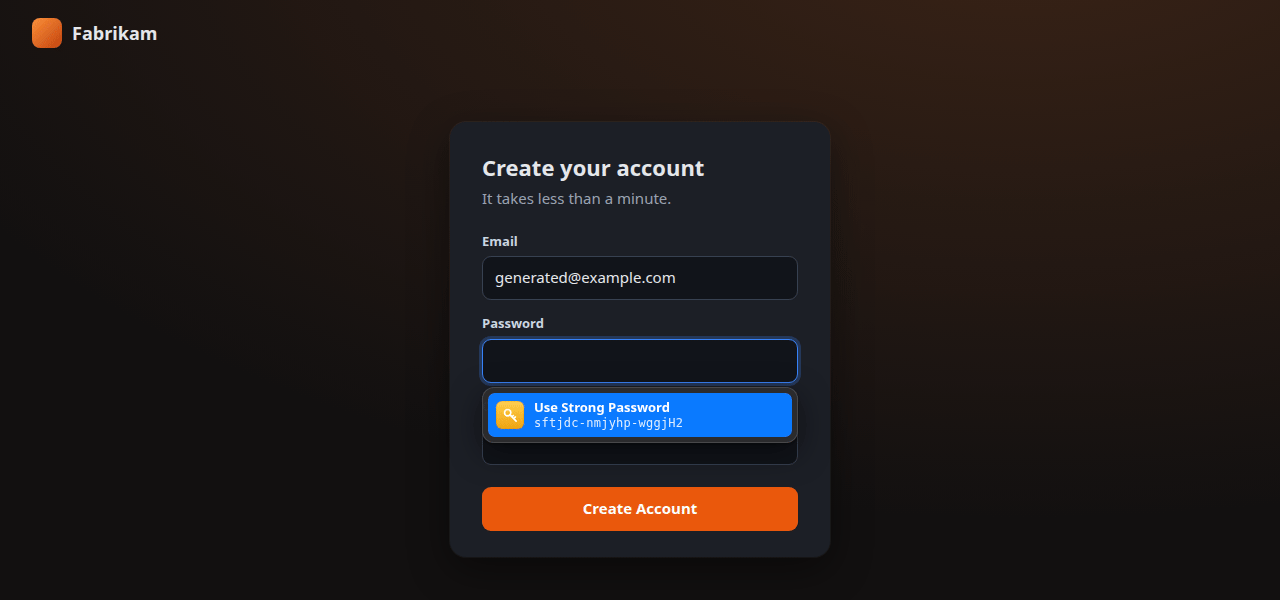 Fabrikam
Create your account
It takes less than a minute.
Email
generated@example.com
Password
Use Strong Password
sftjdc-nmjyhp-wggjH2
Create Account